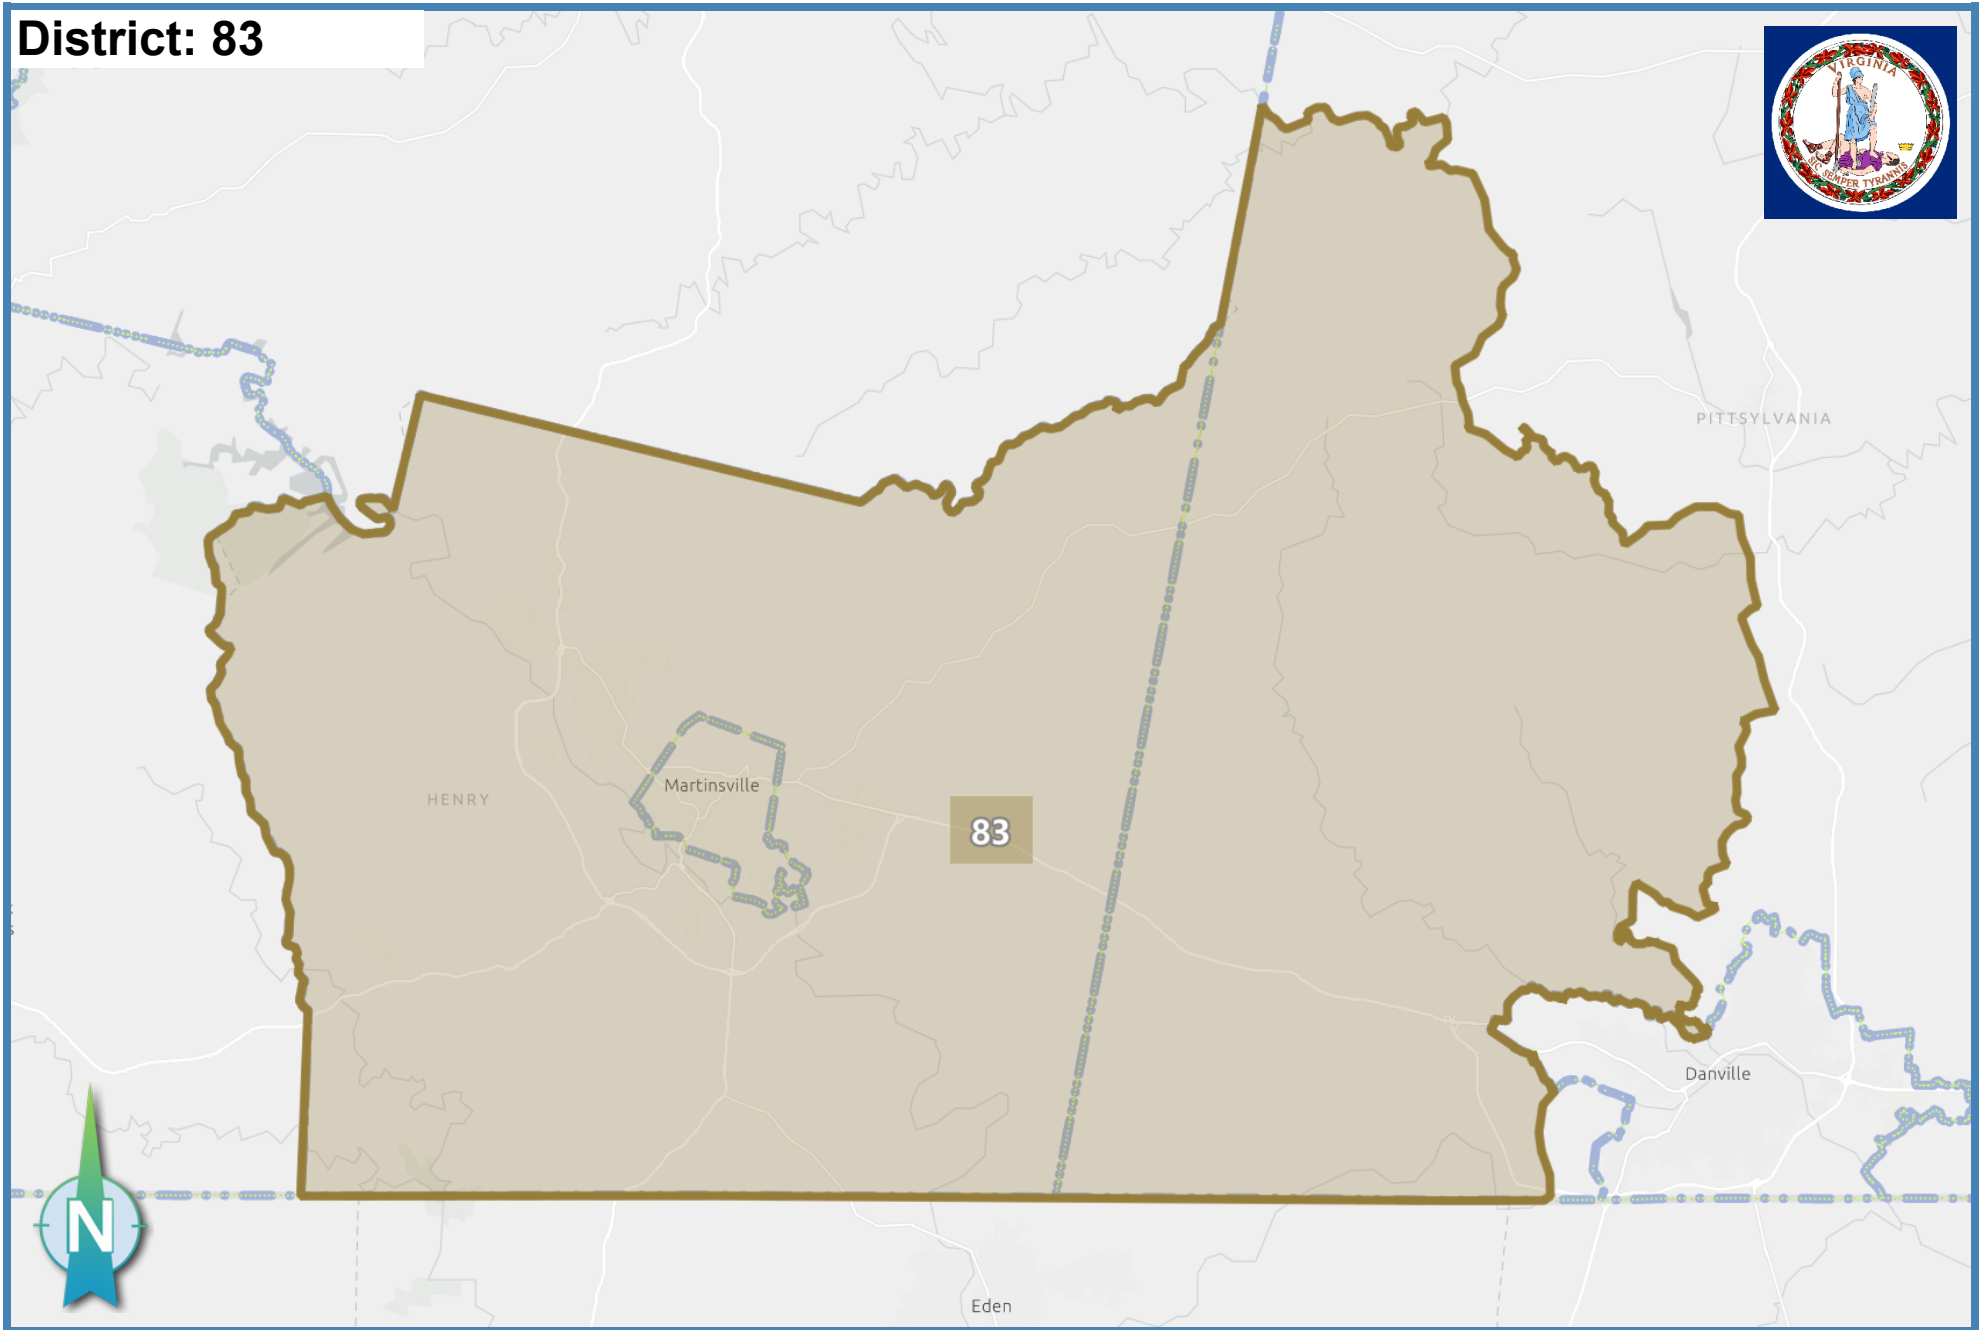 District: 83
VIRGINIA
SIC SEMPER TYRANNIS
PITTSYLVANIA
Martinsville
HENRY
83
Danville
N
Eden